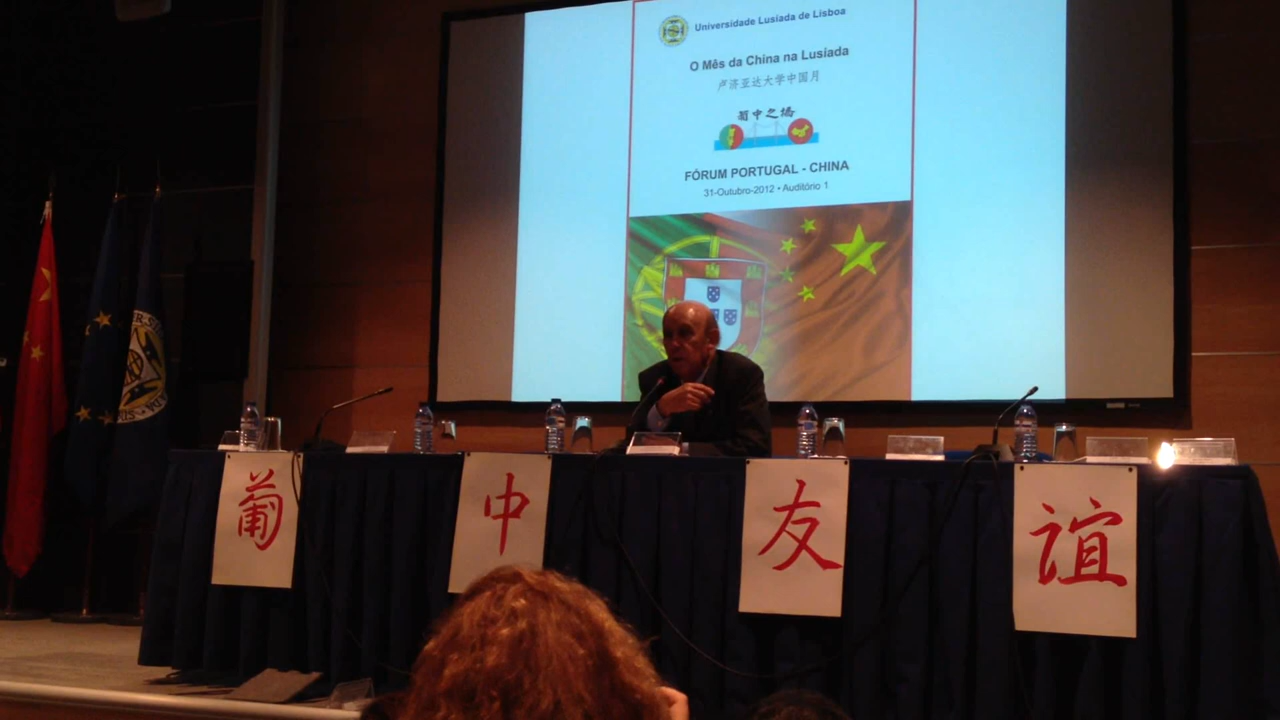 Universidade Lusíada de Lisboa
O Mês da China na Lusíada
卢济亚达大学中国月
葡中之橋
FÓRUM PORTUGAL - CHINA
31-Outubro-2012 • Auditório 1
葡 中 友 谊